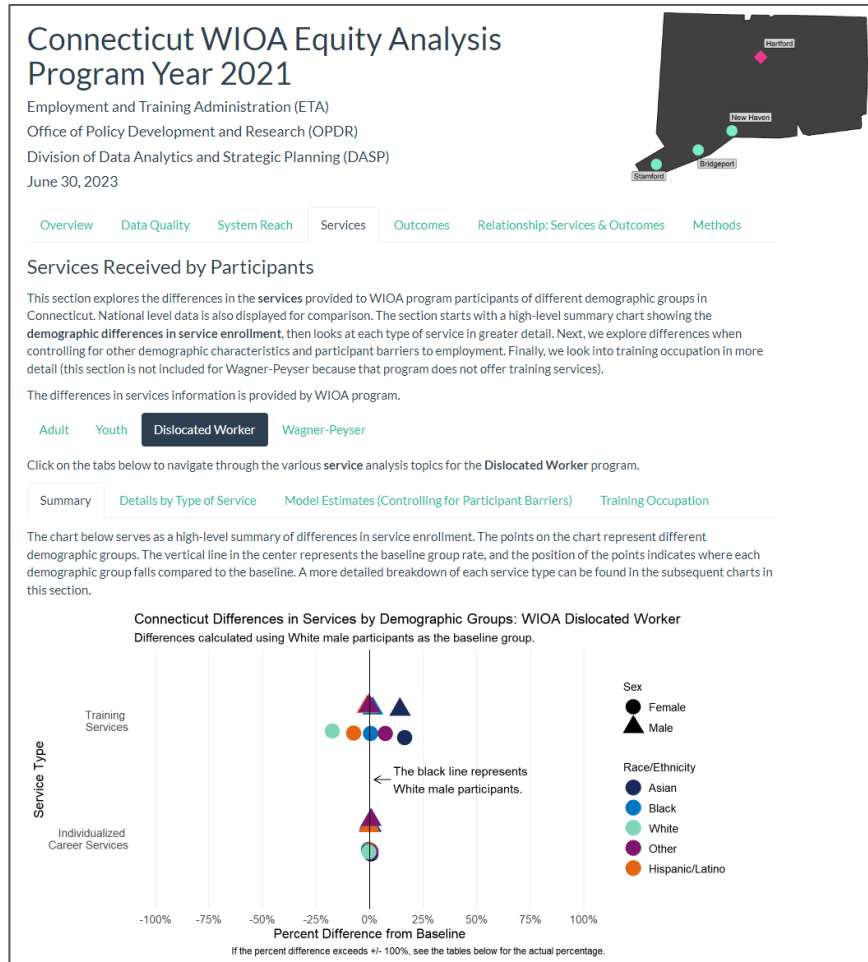 Connecticut WIOA Equity Analysis
Program Year 2021
Employment and Training Administration (ETA)
Office of Policy Development and Research (OPDR)
Division of Data Analytics and Strategic Planning (DASP)
June 30, 2023
Hartford
New Haven
Bridgeport
Stamford
Overview Data Quality System Reach Services Outcomes Relationship: Services & Outcomes Methods
Services Received by Participants
This section explores the differences in the services provided to WIOA program participants of different demographic groups in
Connecticut. National level data is also displayed for comparison. The section starts with a high-level summary chart showing the
demographic differences in service enrollment, then looks at each type of service in greater detail. Next, we explore differences when
controlling for other demographic characteristics and participant barriers to employment. Finally, we look into training occupation in more
detail (this section is not included for Wagner-Peyser because that program does not offer training services).
The differences in services information is provided by WIOA program.
Adult Youth Dislocated Worker Wagner-Peyser
Click on the tabs below to navigate through the various service analysis topics for the Dislocated Worker program.
Summary Details by Type of Service Model Estimates (Controlling for Participant Barriers) Training Occupation
The chart below serves as a high-level summary of differences in service enrollment. The points on the chart represent different
demographic groups. The vertical line in the center represents the baseline group rate, and the position of the points indicates where each
demographic group falls compared to the baseline. A more detailed breakdown of each service type can be found in the subsequent charts in
this section.
Connecticut Differences in Services by Demographic Groups: WIOA Dislocated Worker
Differences calculated using White male participants as the baseline group.
Service Type
Training
Services
Individualized
Career Services
The black line represents
White male participants.
Sex
Female
Male
Race/Ethnicity
Asian
Black
White
Other
Hispanic/Latino
-100% -75% -50% -25% 0% 25% 50% 75% 100%
Percent Difference from Baseline
If the percent difference exceeds +/- 100%, see the tables below for the actual percentage.